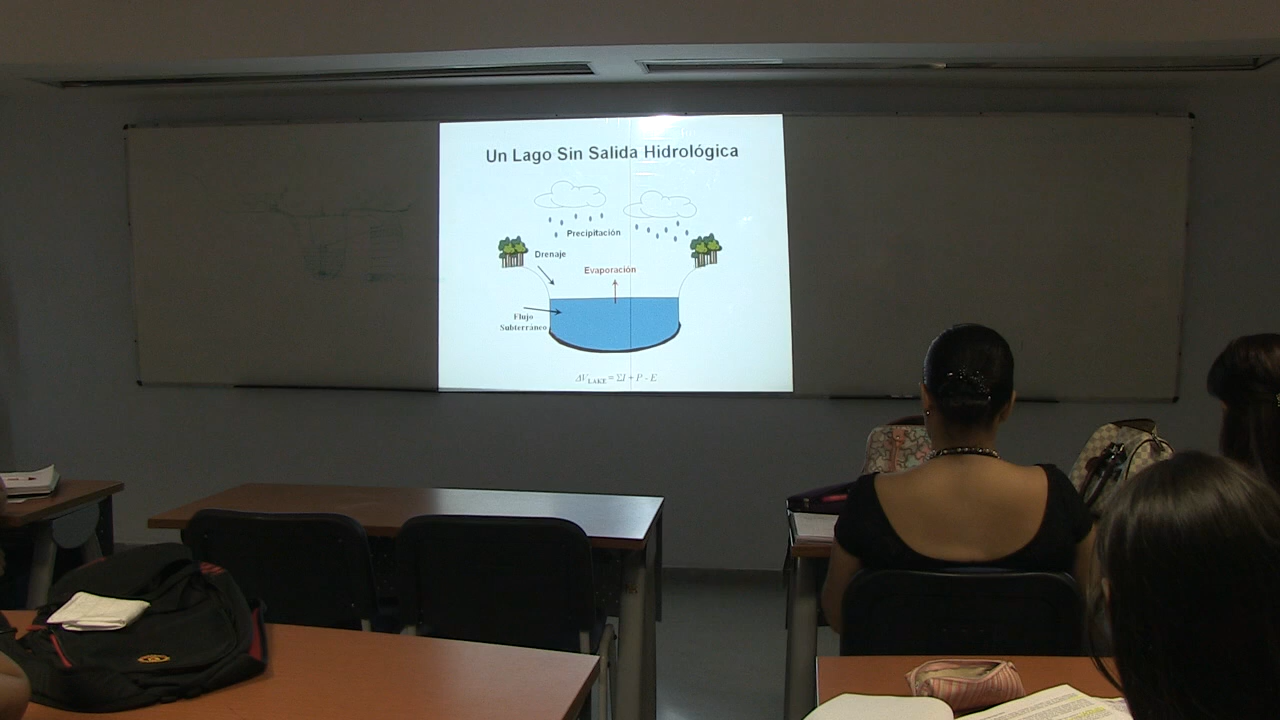 Un Lago Sin Salida Hidrológica
Precipitación
Drenaje
Evaporación
Flujo
Subterráneo
ΔV_LAKE = ΣI + P - E